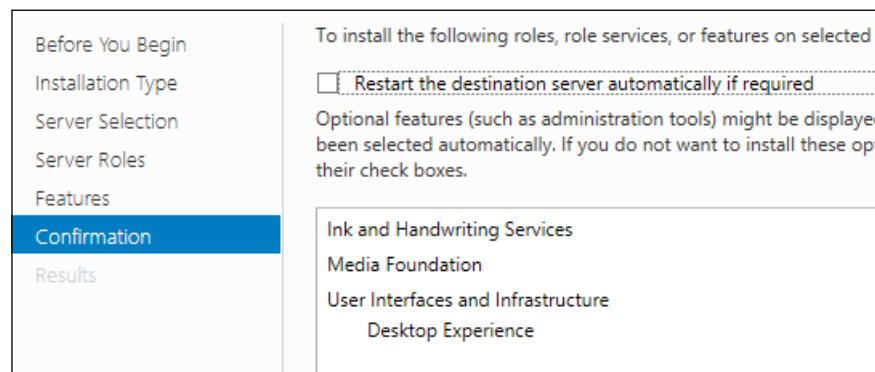 Before You Begin
Installation Type
Server Selection
Server Roles
Features
Confirmation
Results
To install the following roles, role services, or features on selected
Restart the destination server automatically if required
Optional features (such as administration tools) might be displayed
been selected automatically. If you do not want to install these op
their check boxes.
Ink and Handwriting Services
Media Foundation
User Interfaces and Infrastructure
Desktop Experience